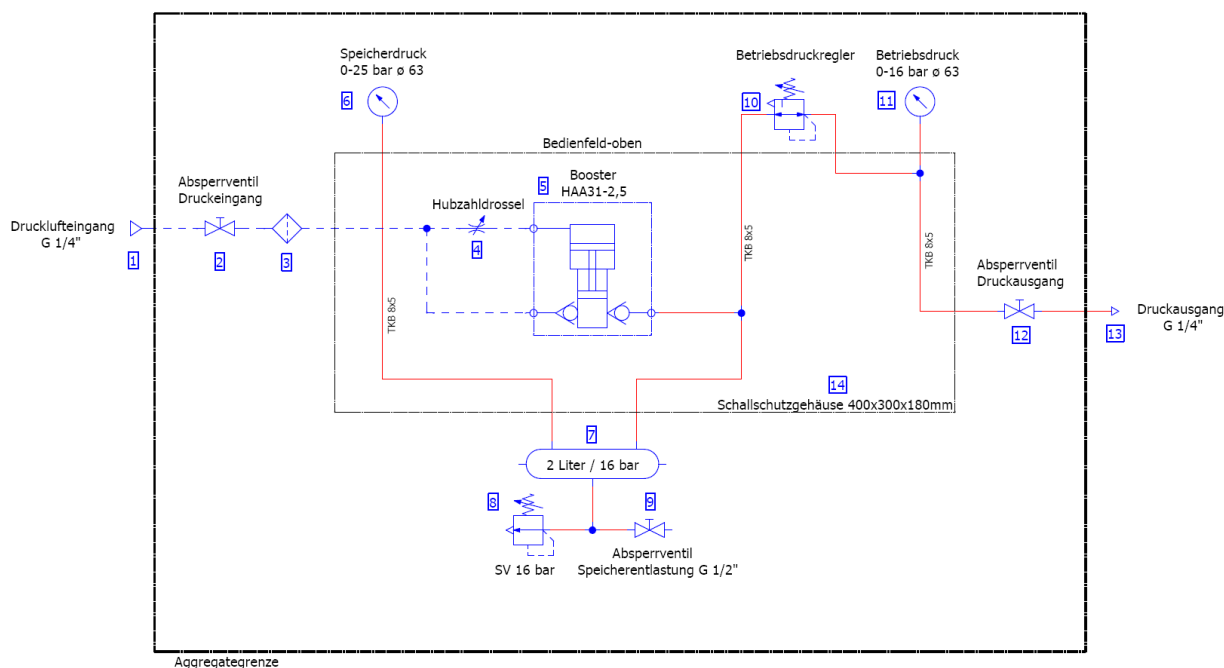 Speicherdruck
0-25 bar ø 63
6
Betriebsdruckregler
10
Betriebsdruck
0-16 bar ø 63
11
Bedienfeld-oben
Absperrventil
Druckeingang
Drucklufteingang
G 1/4"
1
2
3
Hubzahldrossel
4
5
Booster
HAA31-2,5
TKB 8x5
TKB 8x5
TKB 8x5
Absperrventil
Druckausgang
12
13
Druckausgang
G 1/4"
14
Schallschutzgehäuse 400x300x180mm
7
2 Liter / 16 bar
8
9
SV 16 bar
Absperrventil
Speicherentlastung G 1/2"
Aggregategrenze